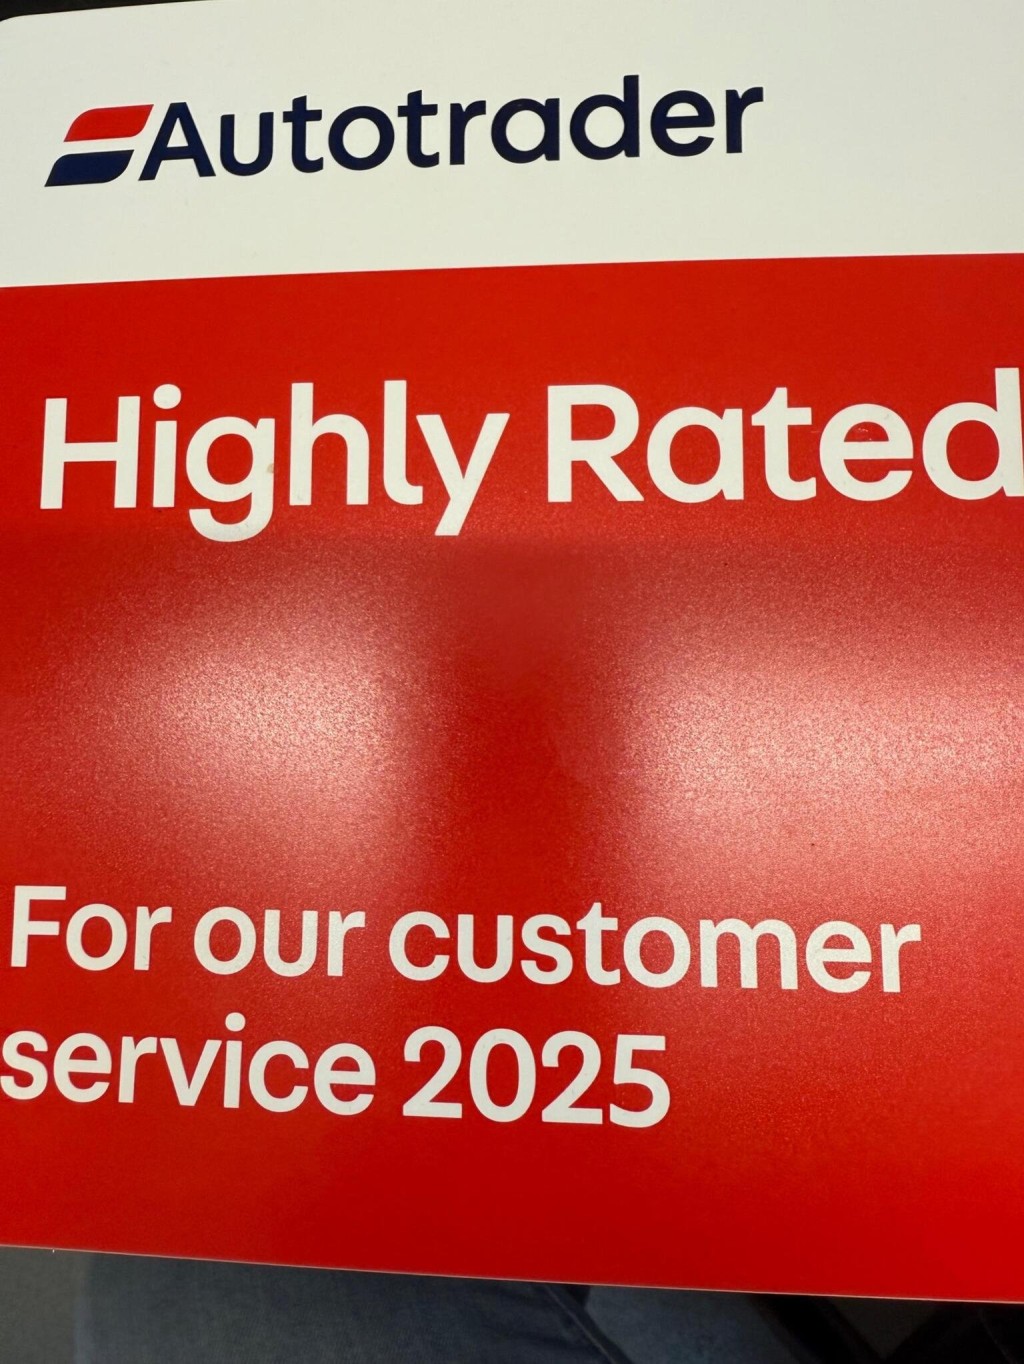 Autotrader
Highly Rated
For our customer
service 2025